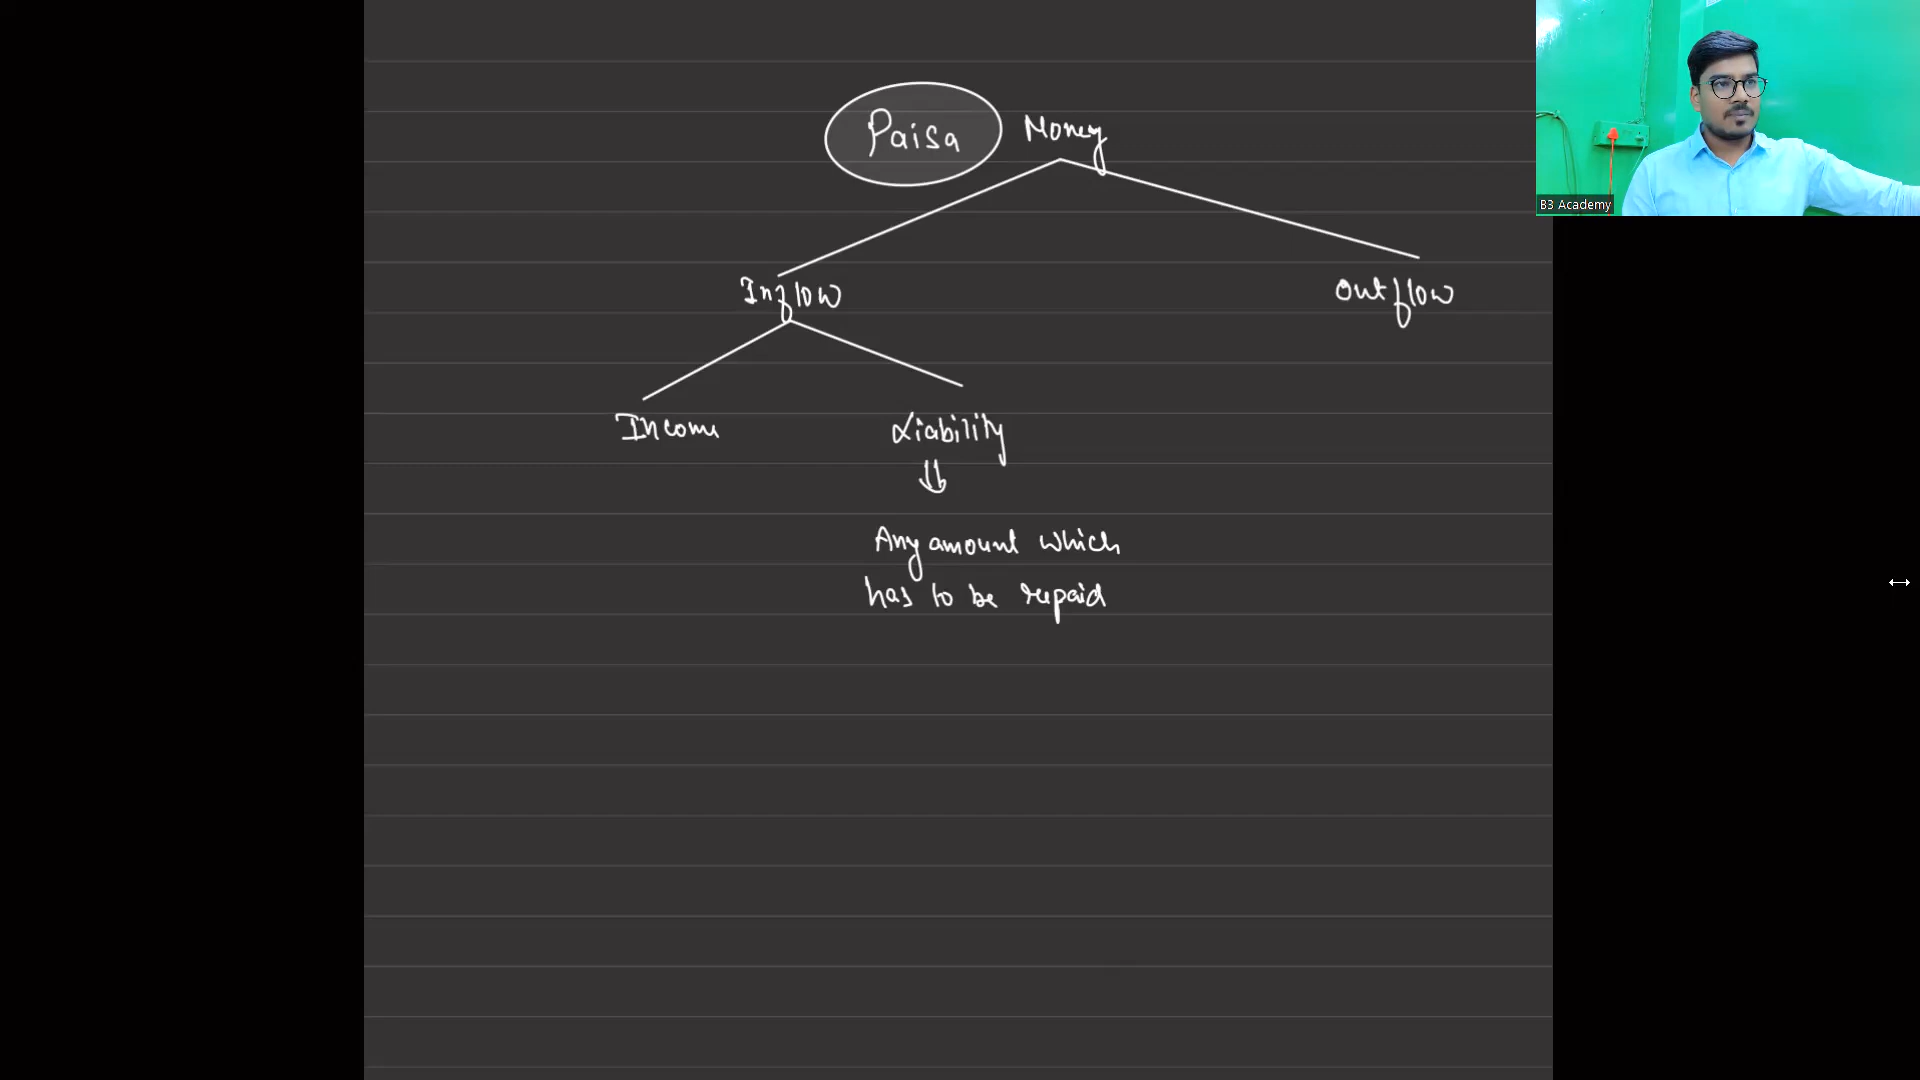 Paisa Money
B3 Academy
Inflow Outflow
Income Liability
Any amount which
has to be repaid